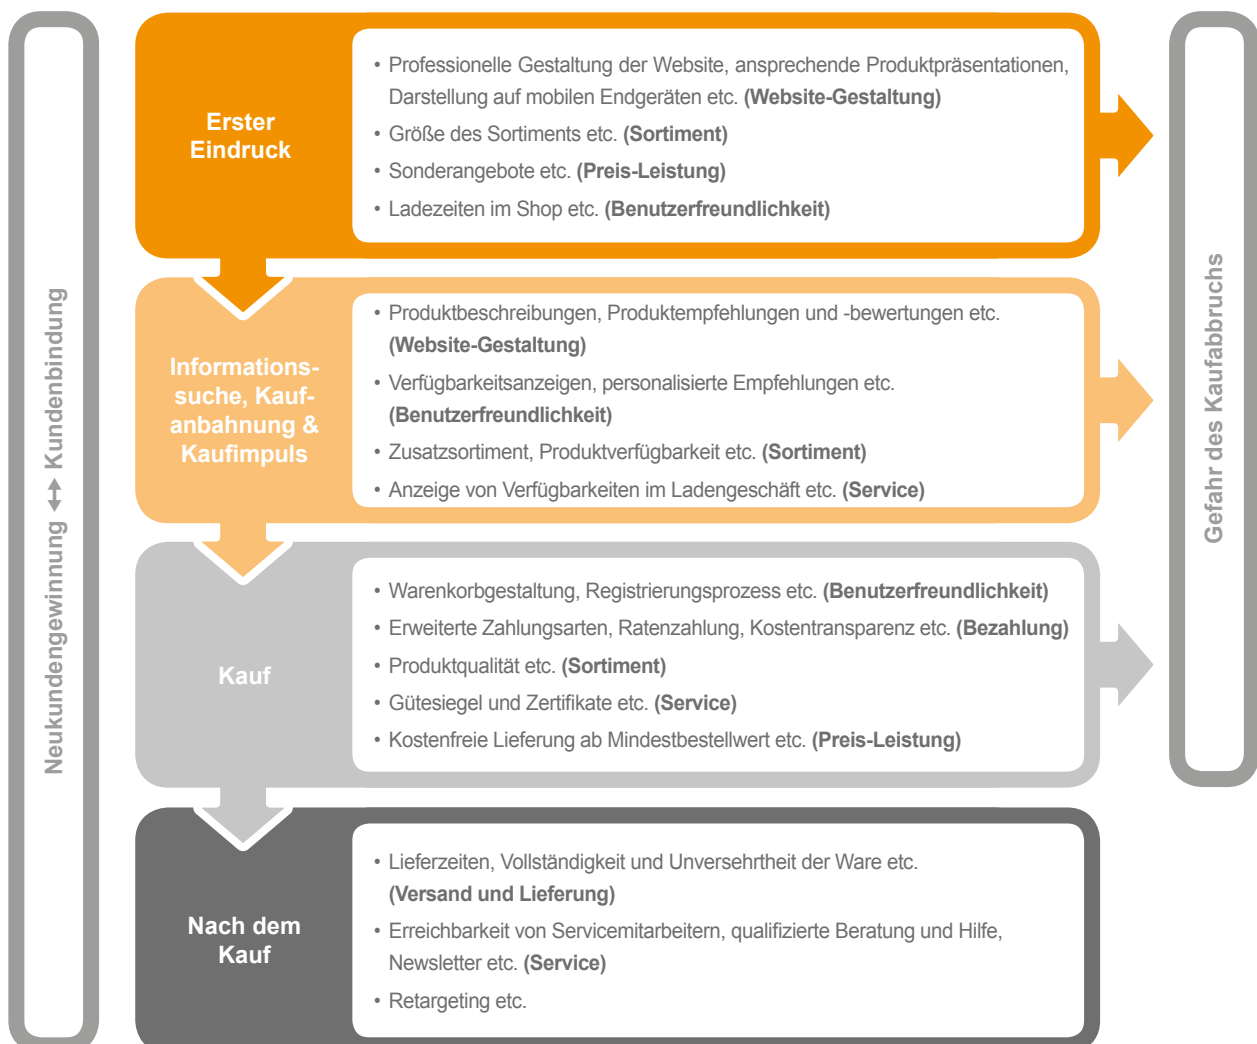 Neukundengewinnung ↔ Kundenbindung
Erster
Eindruck
• Professionelle Gestaltung der Website, ansprechende Produktpräsentationen,
Darstellung auf mobilen Endgeräten etc. (Website-Gestaltung)
• Größe des Sortiments etc. (Sortiment)
• Sonderangebote etc. (Preis-Leistung)
• Ladezeiten im Shop etc. (Benutzerfreundlichkeit)
Informations-
suche, Kauf-
anbahnung &
Kaufimpuls
• Produktbeschreibungen, Produktempfehlungen und -bewertungen etc.
(Website-Gestaltung)
• Verfügbarkeitsanzeigen, personalisierte Empfehlungen etc.
(Benutzerfreundlichkeit)
• Zusatzsortiment, Produktverfügbarkeit etc. (Sortiment)
• Anzeige von Verfügbarkeiten im Ladengeschäft etc. (Service)
Kauf
• Warenkorbgestaltung, Registrierungsprozess etc. (Benutzerfreundlichkeit)
• Erweiterte Zahlungsarten, Ratenzahlung, Kostentransparenz etc. (Bezahlung)
• Produktqualität etc. (Sortiment)
• Gütesiegel und Zertifikate etc. (Service)
• Kostenfreie Lieferung ab Mindestbestellwert etc. (Preis-Leistung)
Nach dem
Kauf
• Lieferzeiten, Vollständigkeit und Unversehrtheit der Ware etc.
(Versand und Lieferung)
• Erreichbarkeit von Servicemitarbeitern, qualifizierte Beratung und Hilfe,
Newsletter etc. (Service)
• Retargeting etc.
Gefahr des Kaufabbruchs